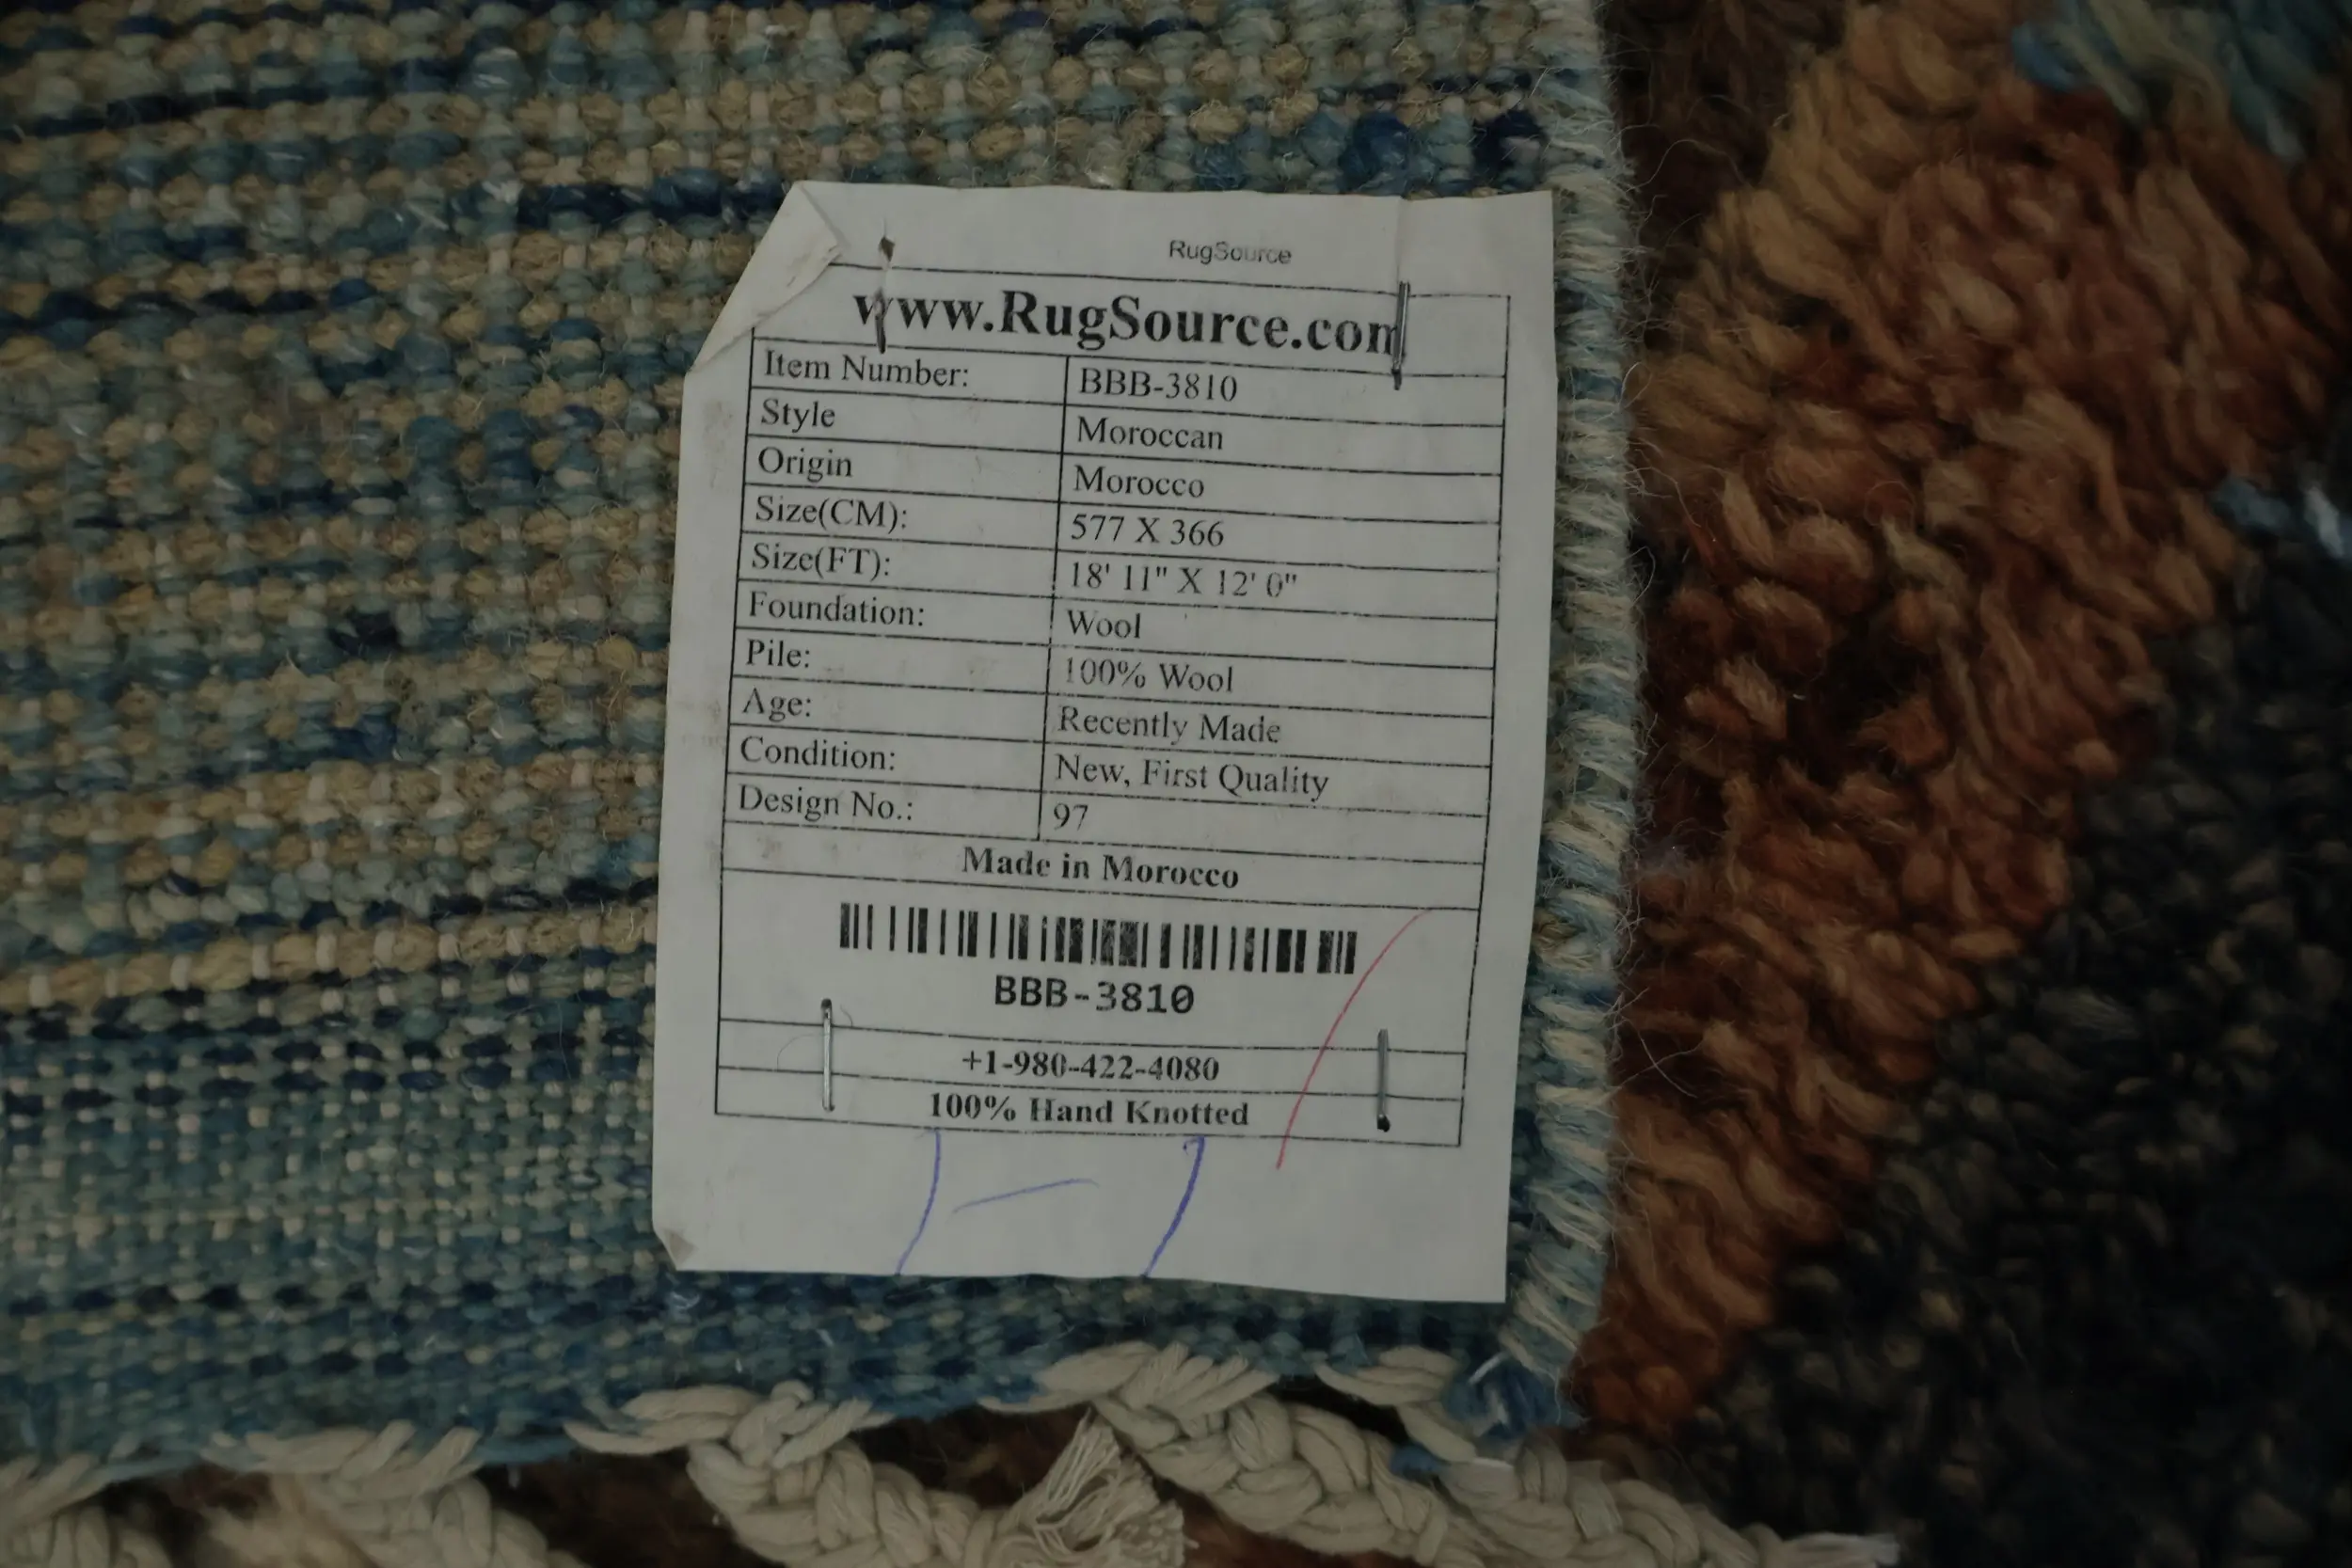 RugSource
www.RugSource.com
Item Number: BBB-3810
Style Moroccan
Origin Morocco
Size(CM): 577 X 366
Size(FT): 18' 11" X 12' 0"
Foundation: Wool
Pile: 100% Wool
Age: Recently Made
Condition: New, First Quality
Design No.: 97
Made in Morocco
BBB-3810
+1-980-422-4080
100% Hand Knotted